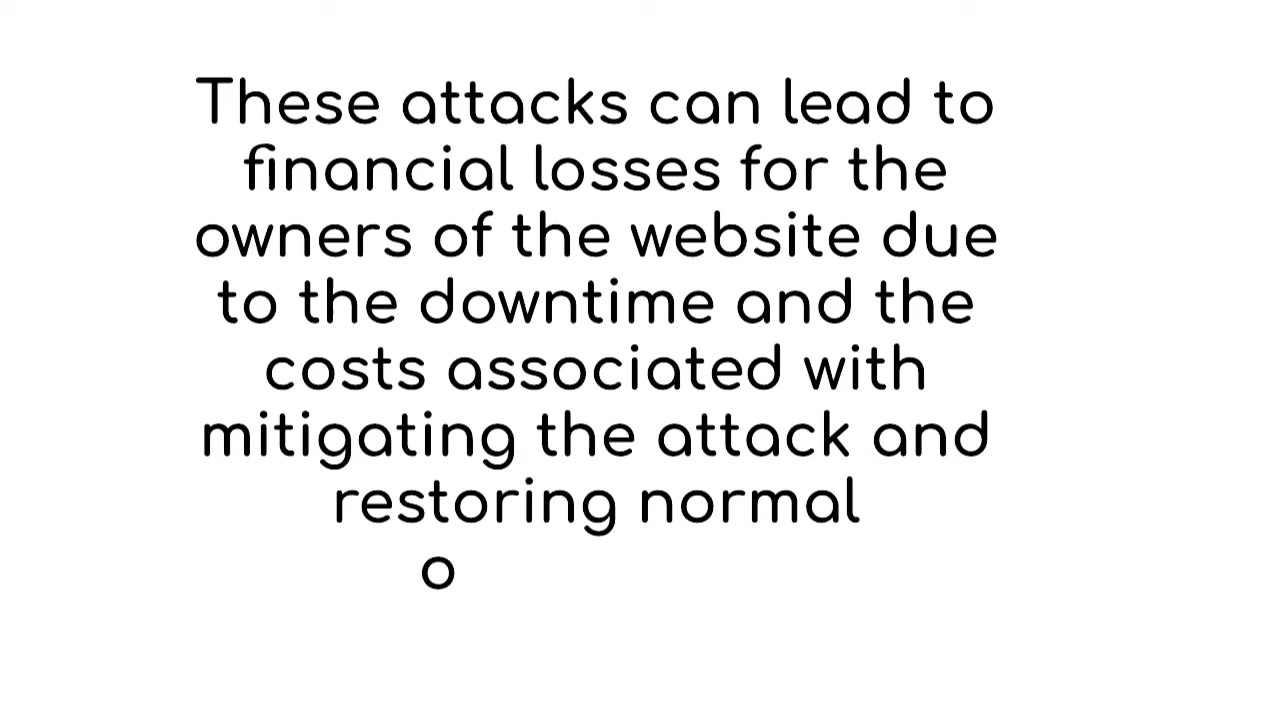 These attacks can lead to
financial losses for the
owners of the website due
to the downtime and the
costs associated with
mitigating the attack and
restoring normal
o